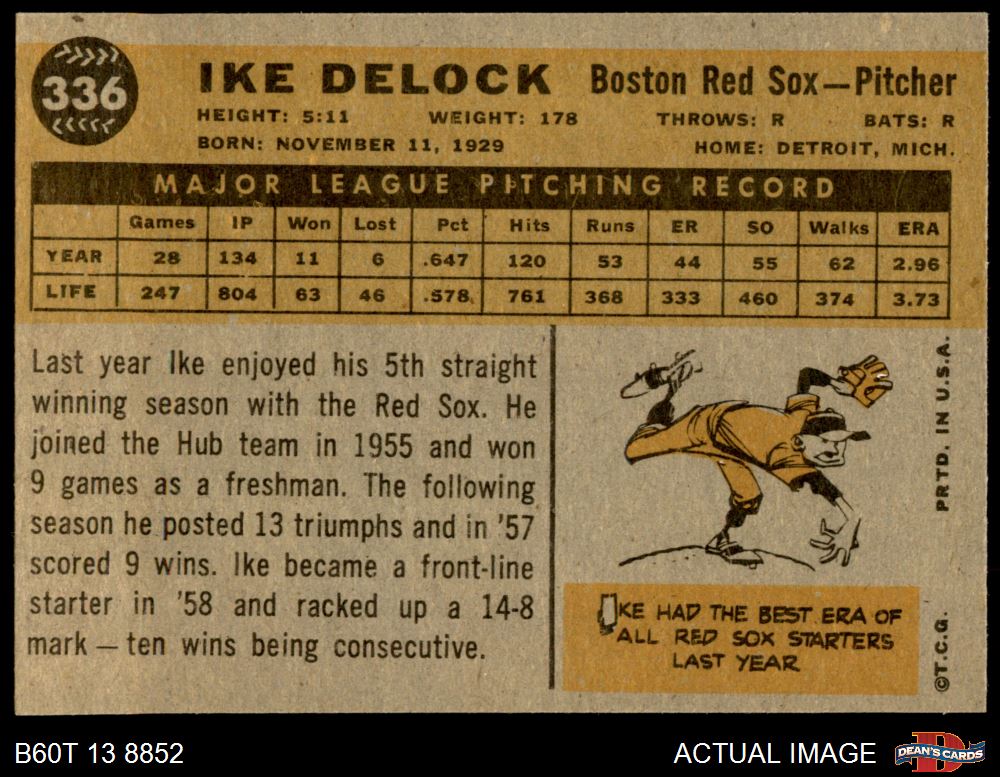 336
IKE DELOCK Boston Red Sox—Pitcher
HEIGHT: 5:11 WEIGHT: 178 THROWS: R BATS: R
BORN: NOVEMBER 11, 1929 HOME: DETROIT, MICH.
MAJOR LEAGUE PITCHING RECORD
Games IP Won Lost Pct Hits Runs ER SO Walks ERA
YEAR 28 134 11 6 .647 120 53 44 55 62 2.96
LIFE 247 804 63 46 .578 761 368 333 460 374 3.73
Last year Ike enjoyed his 5th straight
winning season with the Red Sox. He
joined the Hub team in 1955 and won
9 games as a freshman. The following
season he posted 13 triumphs and in '57
scored 9 wins. Ike became a front-line
starter in '58 and racked up a 14-8
mark — ten wins being consecutive.
IKE HAD THE BEST ERA OF
ALL RED SOX STARTERS
LAST YEAR
PRTD. IN U.S.A.
©T.C.G.
B60T 13 8852 ACTUAL IMAGE
DEAN'S CARDS